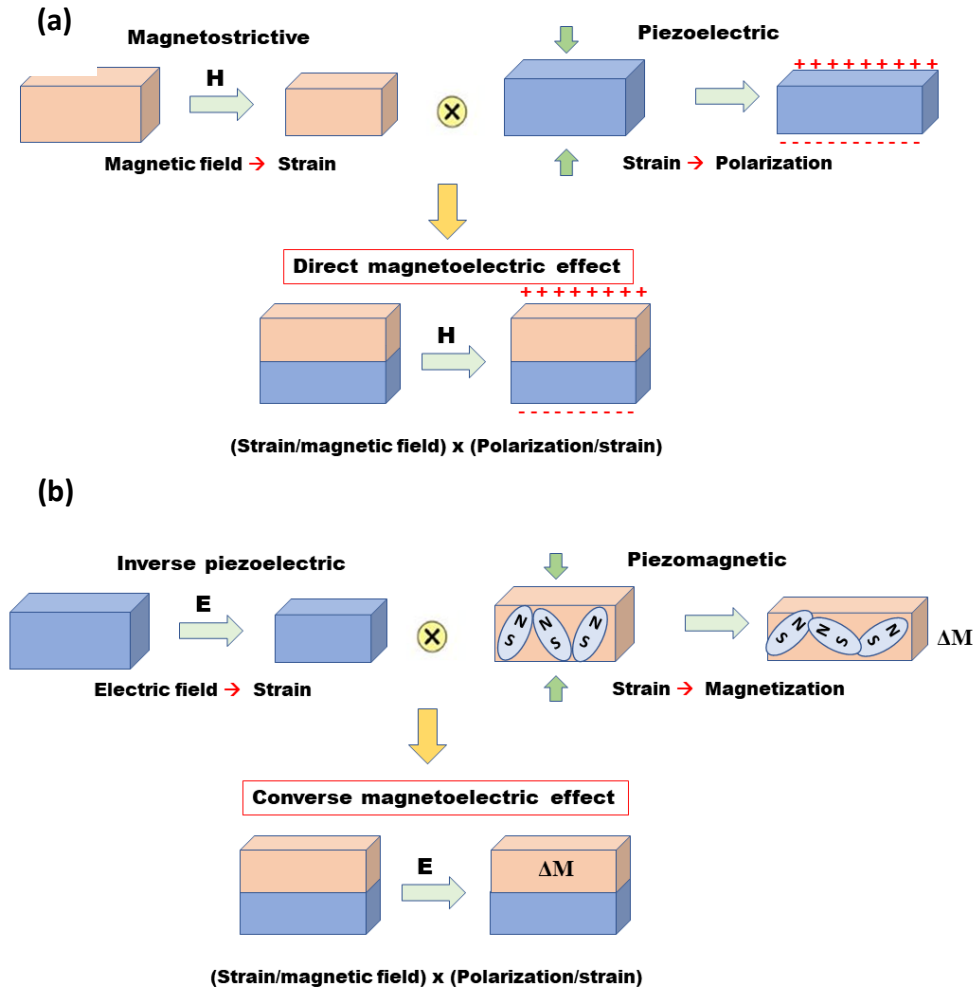 (a)
Magnetostrictive
Piezoelectric
H
+ + + + + + + + +
- - - - - - - - - -
Magnetic field → Strain
Strain → Polarization
Direct magnetoelectric effect
+ + + + + + + +
H
- - - - - - - - - -
(Strain/magnetic field) x (Polarization/strain)
(b)
Inverse piezoelectric
Piezomagnetic
E
N S N S N S
N S N S N S
ΔM
Electric field → Strain
Strain → Magnetization
Converse magnetoelectric effect
E
ΔM
(Strain/magnetic field) x (Polarization/strain)